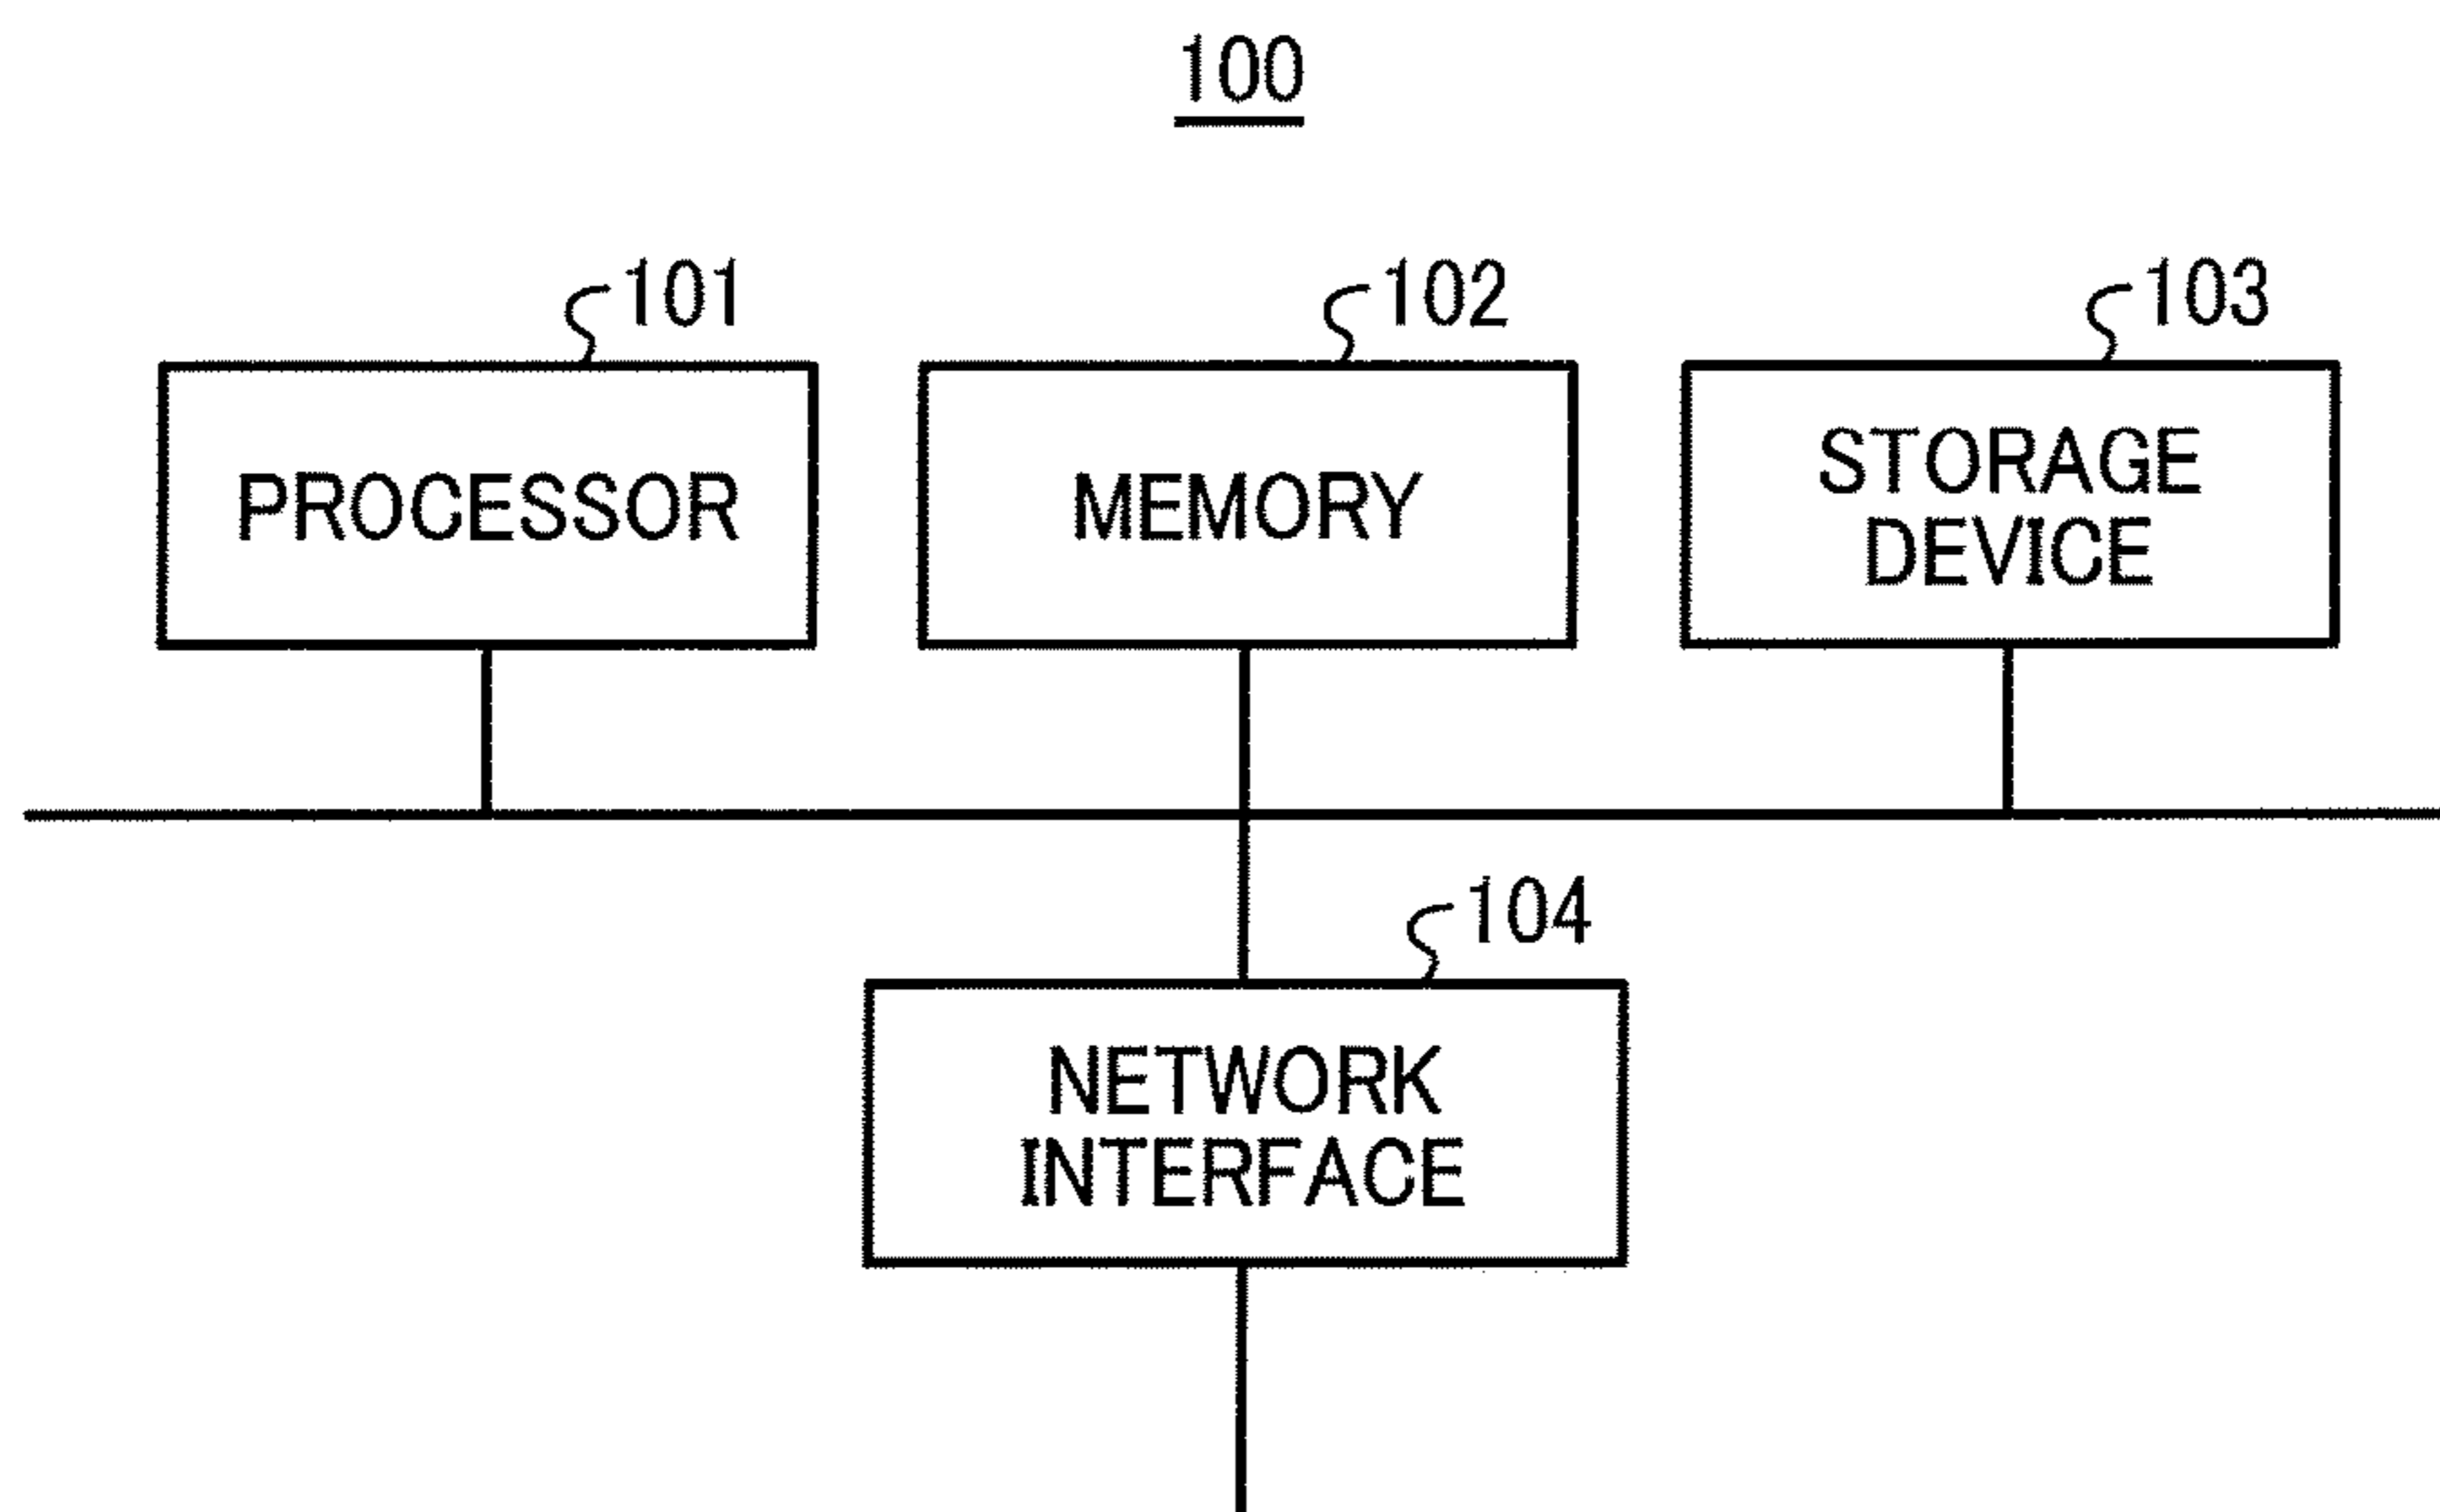 100
101
102
103
PROCESSOR
MEMORY
STORAGE
DEVICE
104
NETWORK
INTERFACE